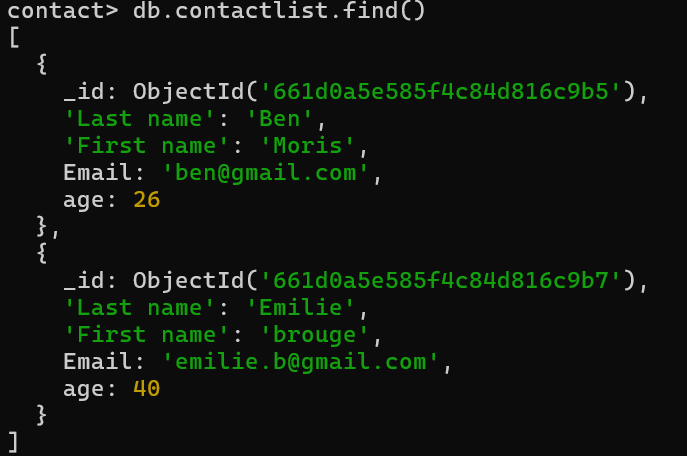 contact> db.contactlist.find()
[
  {
    _id: ObjectId('661d0a5e585f4c84d816c9b5'),
    'Last name': 'Ben',
    'First name': 'Moris',
    Email: 'ben@gmail.com',
    age: 26
  },
  {
    _id: ObjectId('661d0a5e585f4c84d816c9b7'),
    'Last name': 'Emilie',
    'First name': 'brouge',
    Email: 'emilie.b@gmail.com',
    age: 40
  }
]